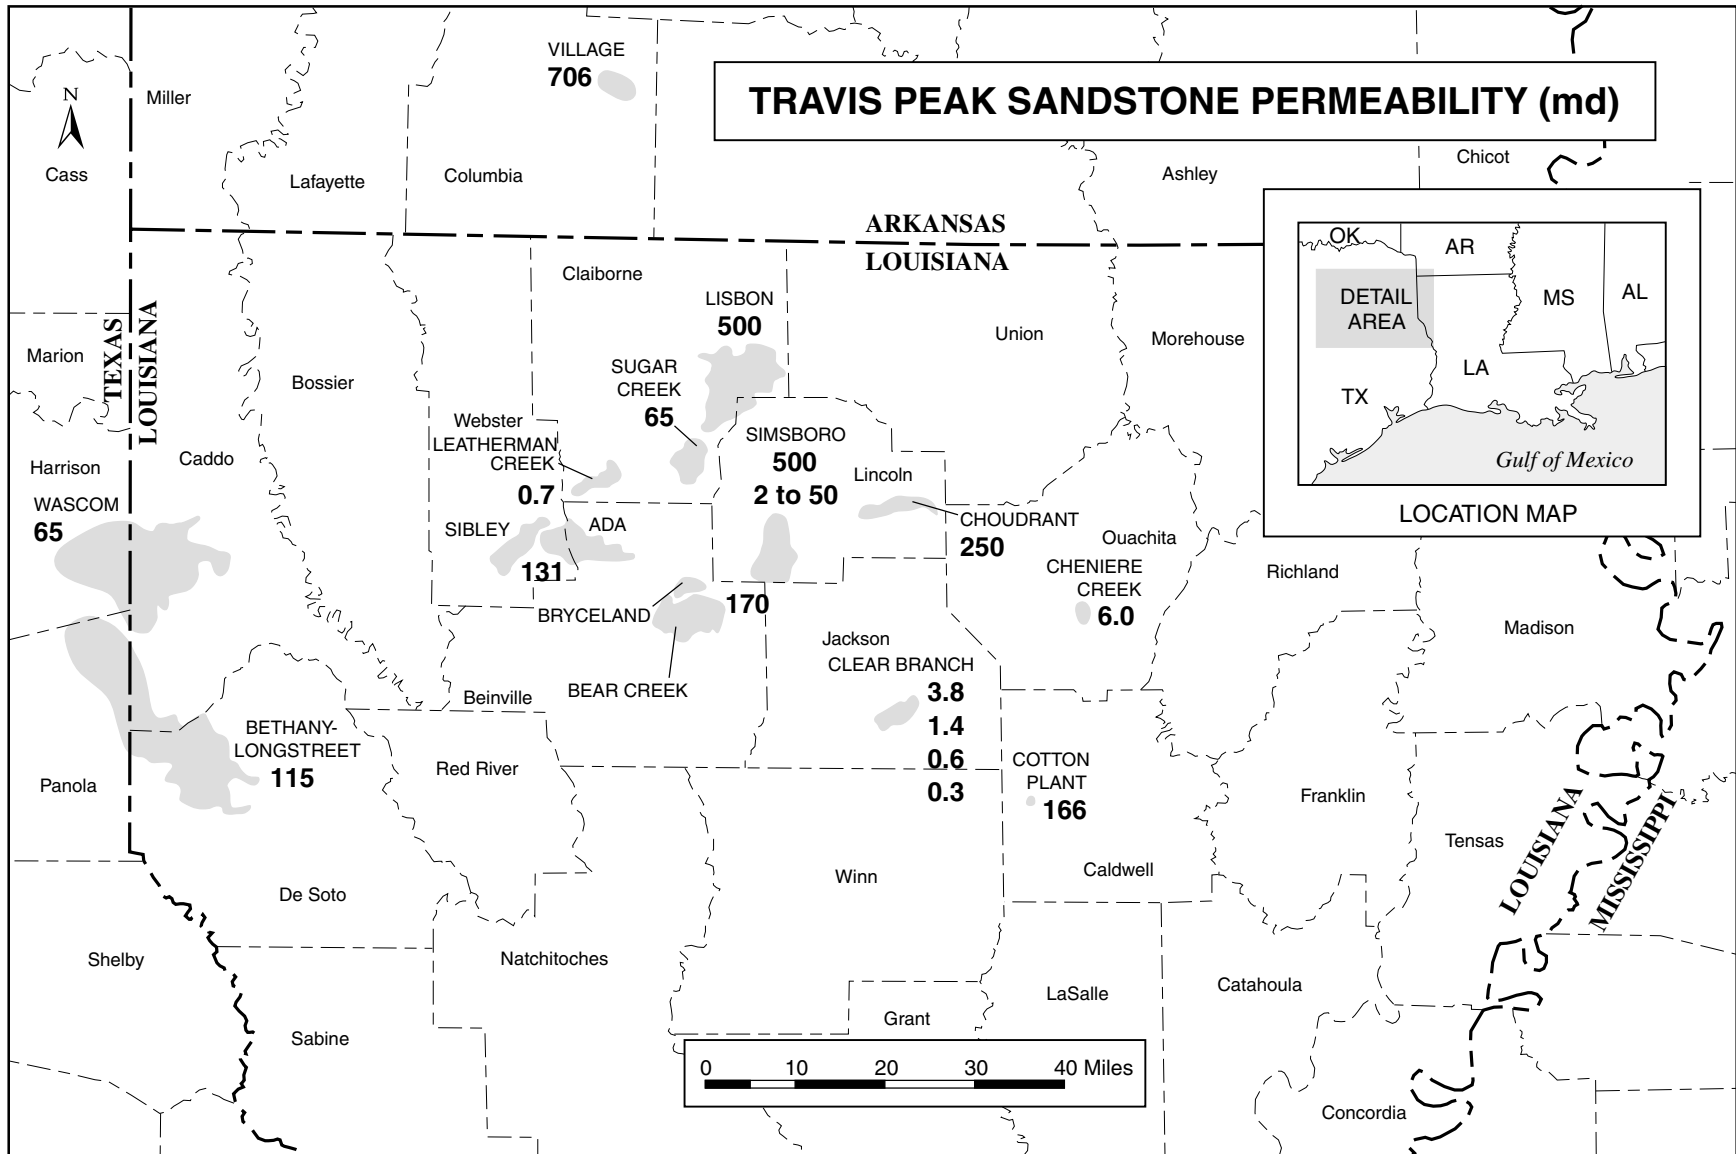 VILLAGE
706
TRAVIS PEAK SANDSTONE PERMEABILITY (md)
N
Miller
Cass
Lafayette
Columbia
Ashley
Chicot
ARKANSAS
LOUISIANA
OK
AR
MS
AL
DETAIL
AREA
LA
TX
Gulf of Mexico
LOCATION MAP
Claiborne
LISBON
500
Union
Morehouse
TEXAS
LOUISIANA
Marion
Bossier
SUGAR
CREEK
65
Webster
LEATHERMAN
CREEK
0.7
SIMSBORO
500
2 to 50
Lincoln
Harrison
Caddo
WASCOM
65
SIBLEY
ADA
131
CHOUDRANT
250
Ouachita
CHENIERE
CREEK
6.0
Richland
BRYCELAND
170
Madison
Jackson
CLEAR BRANCH
3.8
1.4
0.6
0.3
BEAR CREEK
Beinville
BETHANY-
LONGSTREET
115
Red River
COTTON
PLANT
166
Panola
Franklin
Tensas
LOUISIANA
MISSISSIPPI
Caldwell
Winn
De Soto
Shelby
Natchitoches
LaSalle
Catahoula
Grant
Sabine
0 10 20 30 40 Miles
Concordia